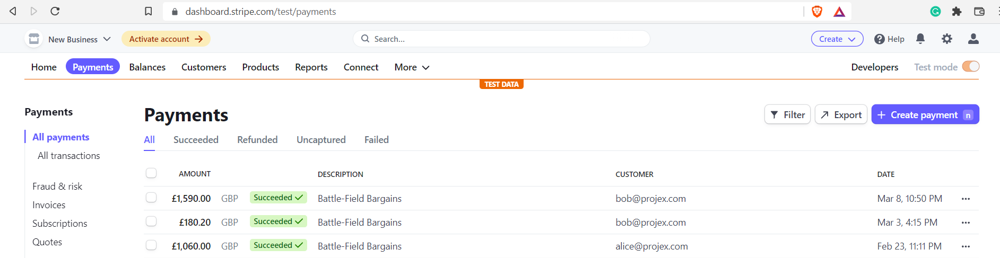 dashboard.stripe.com/test/payments
New Business
Activate account →
Search...
Create
Help
Home Payments Balances Customers Products Reports Connect More
Developers Test mode
TEST DATA
Payments
All payments
All transactions
Fraud & risk
Invoices
Subscriptions
Quotes
Payments
Filter
Export
+ Create payment n
All Succeeded Refunded Uncaptured Failed
AMOUNT DESCRIPTION CUSTOMER DATE
£1,590.00 GBP Succeeded ✓ Battle-Field Bargains bob@projex.com Mar 8, 10:50 PM ...
£180.20 GBP Succeeded ✓ Battle-Field Bargains bob@projex.com Mar 3, 4:15 PM ...
£1,060.00 GBP Succeeded ✓ Battle-Field Bargains alice@projex.com Feb 23, 11:11 PM ...